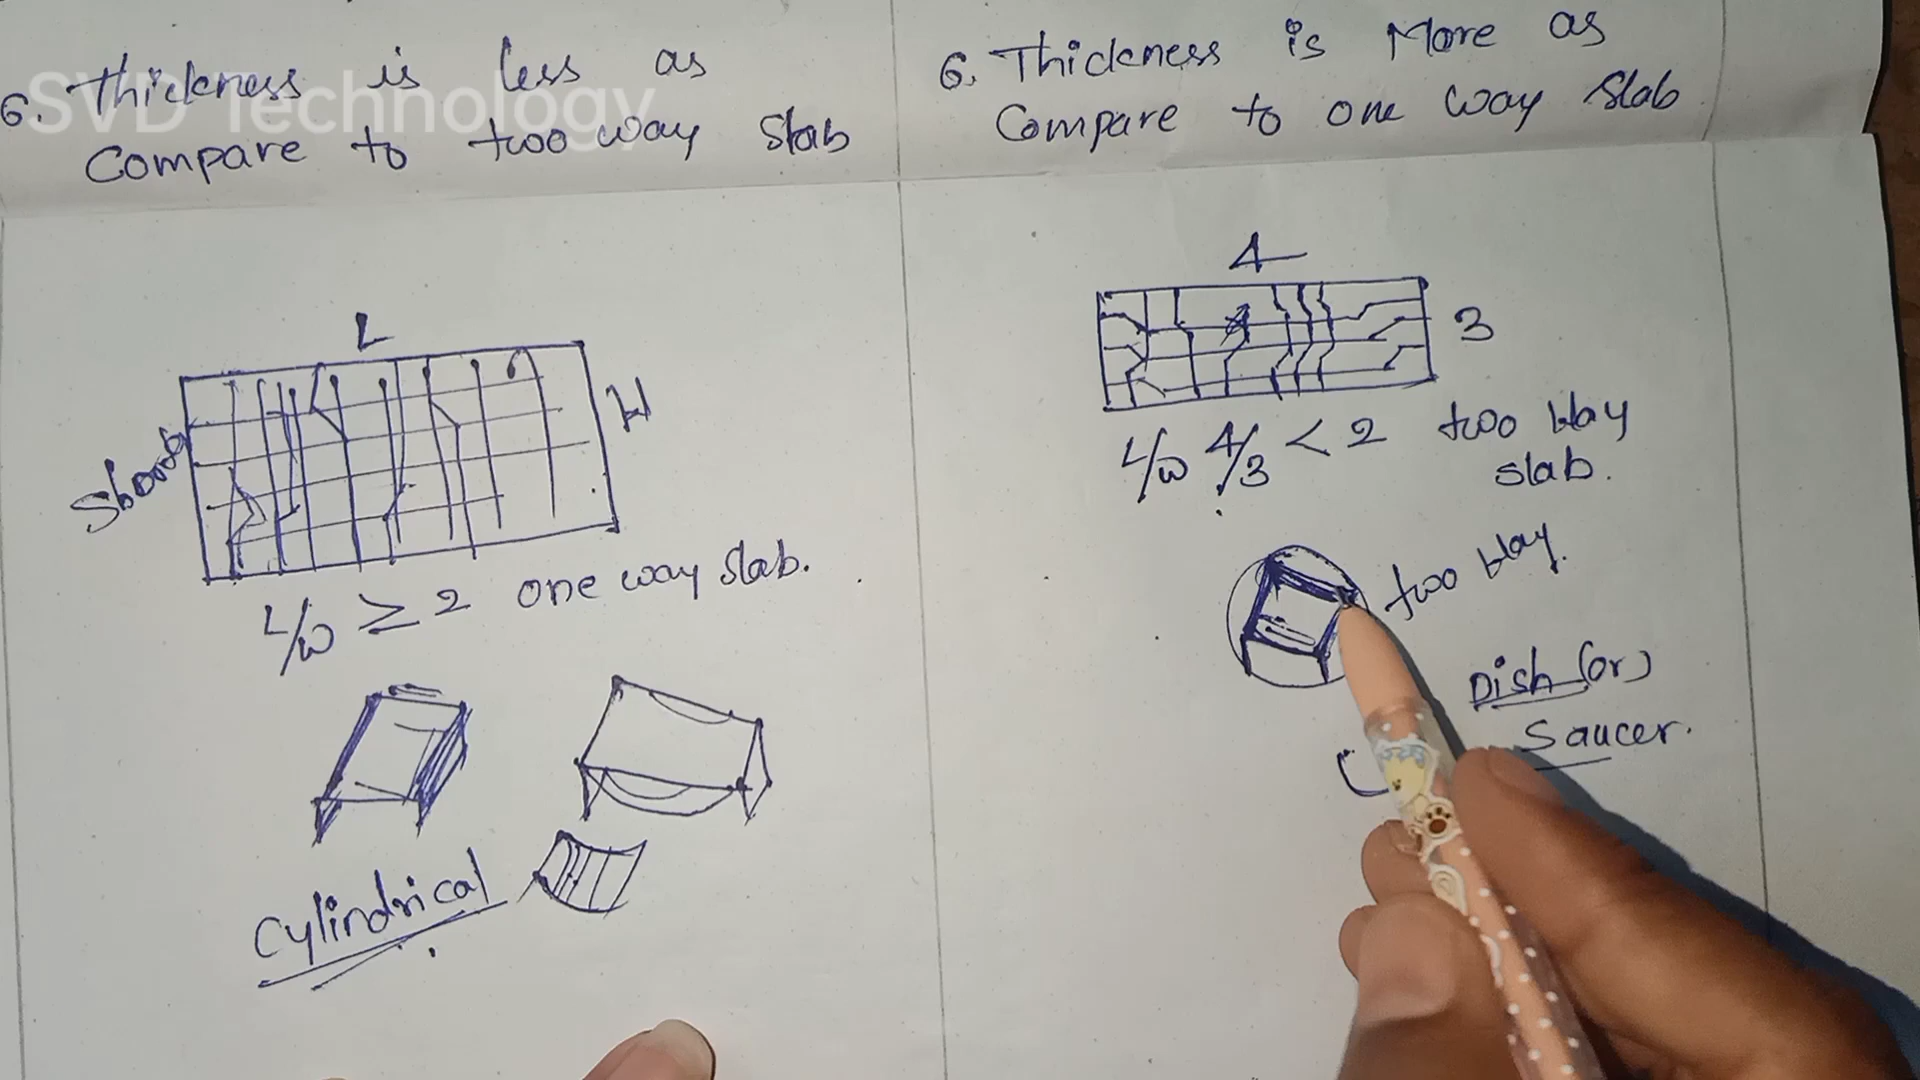 SVD Technology
6. Thickness is less as
Compare to two way slab
L
Short
W
L/W ≥ 2 one way slab.
Cylindrical
6. Thickness is More as
Compare to one way slab
4
3
L/W 4/3 < 2 two Way
slab.
two Way.
Dish (or)
Saucer.